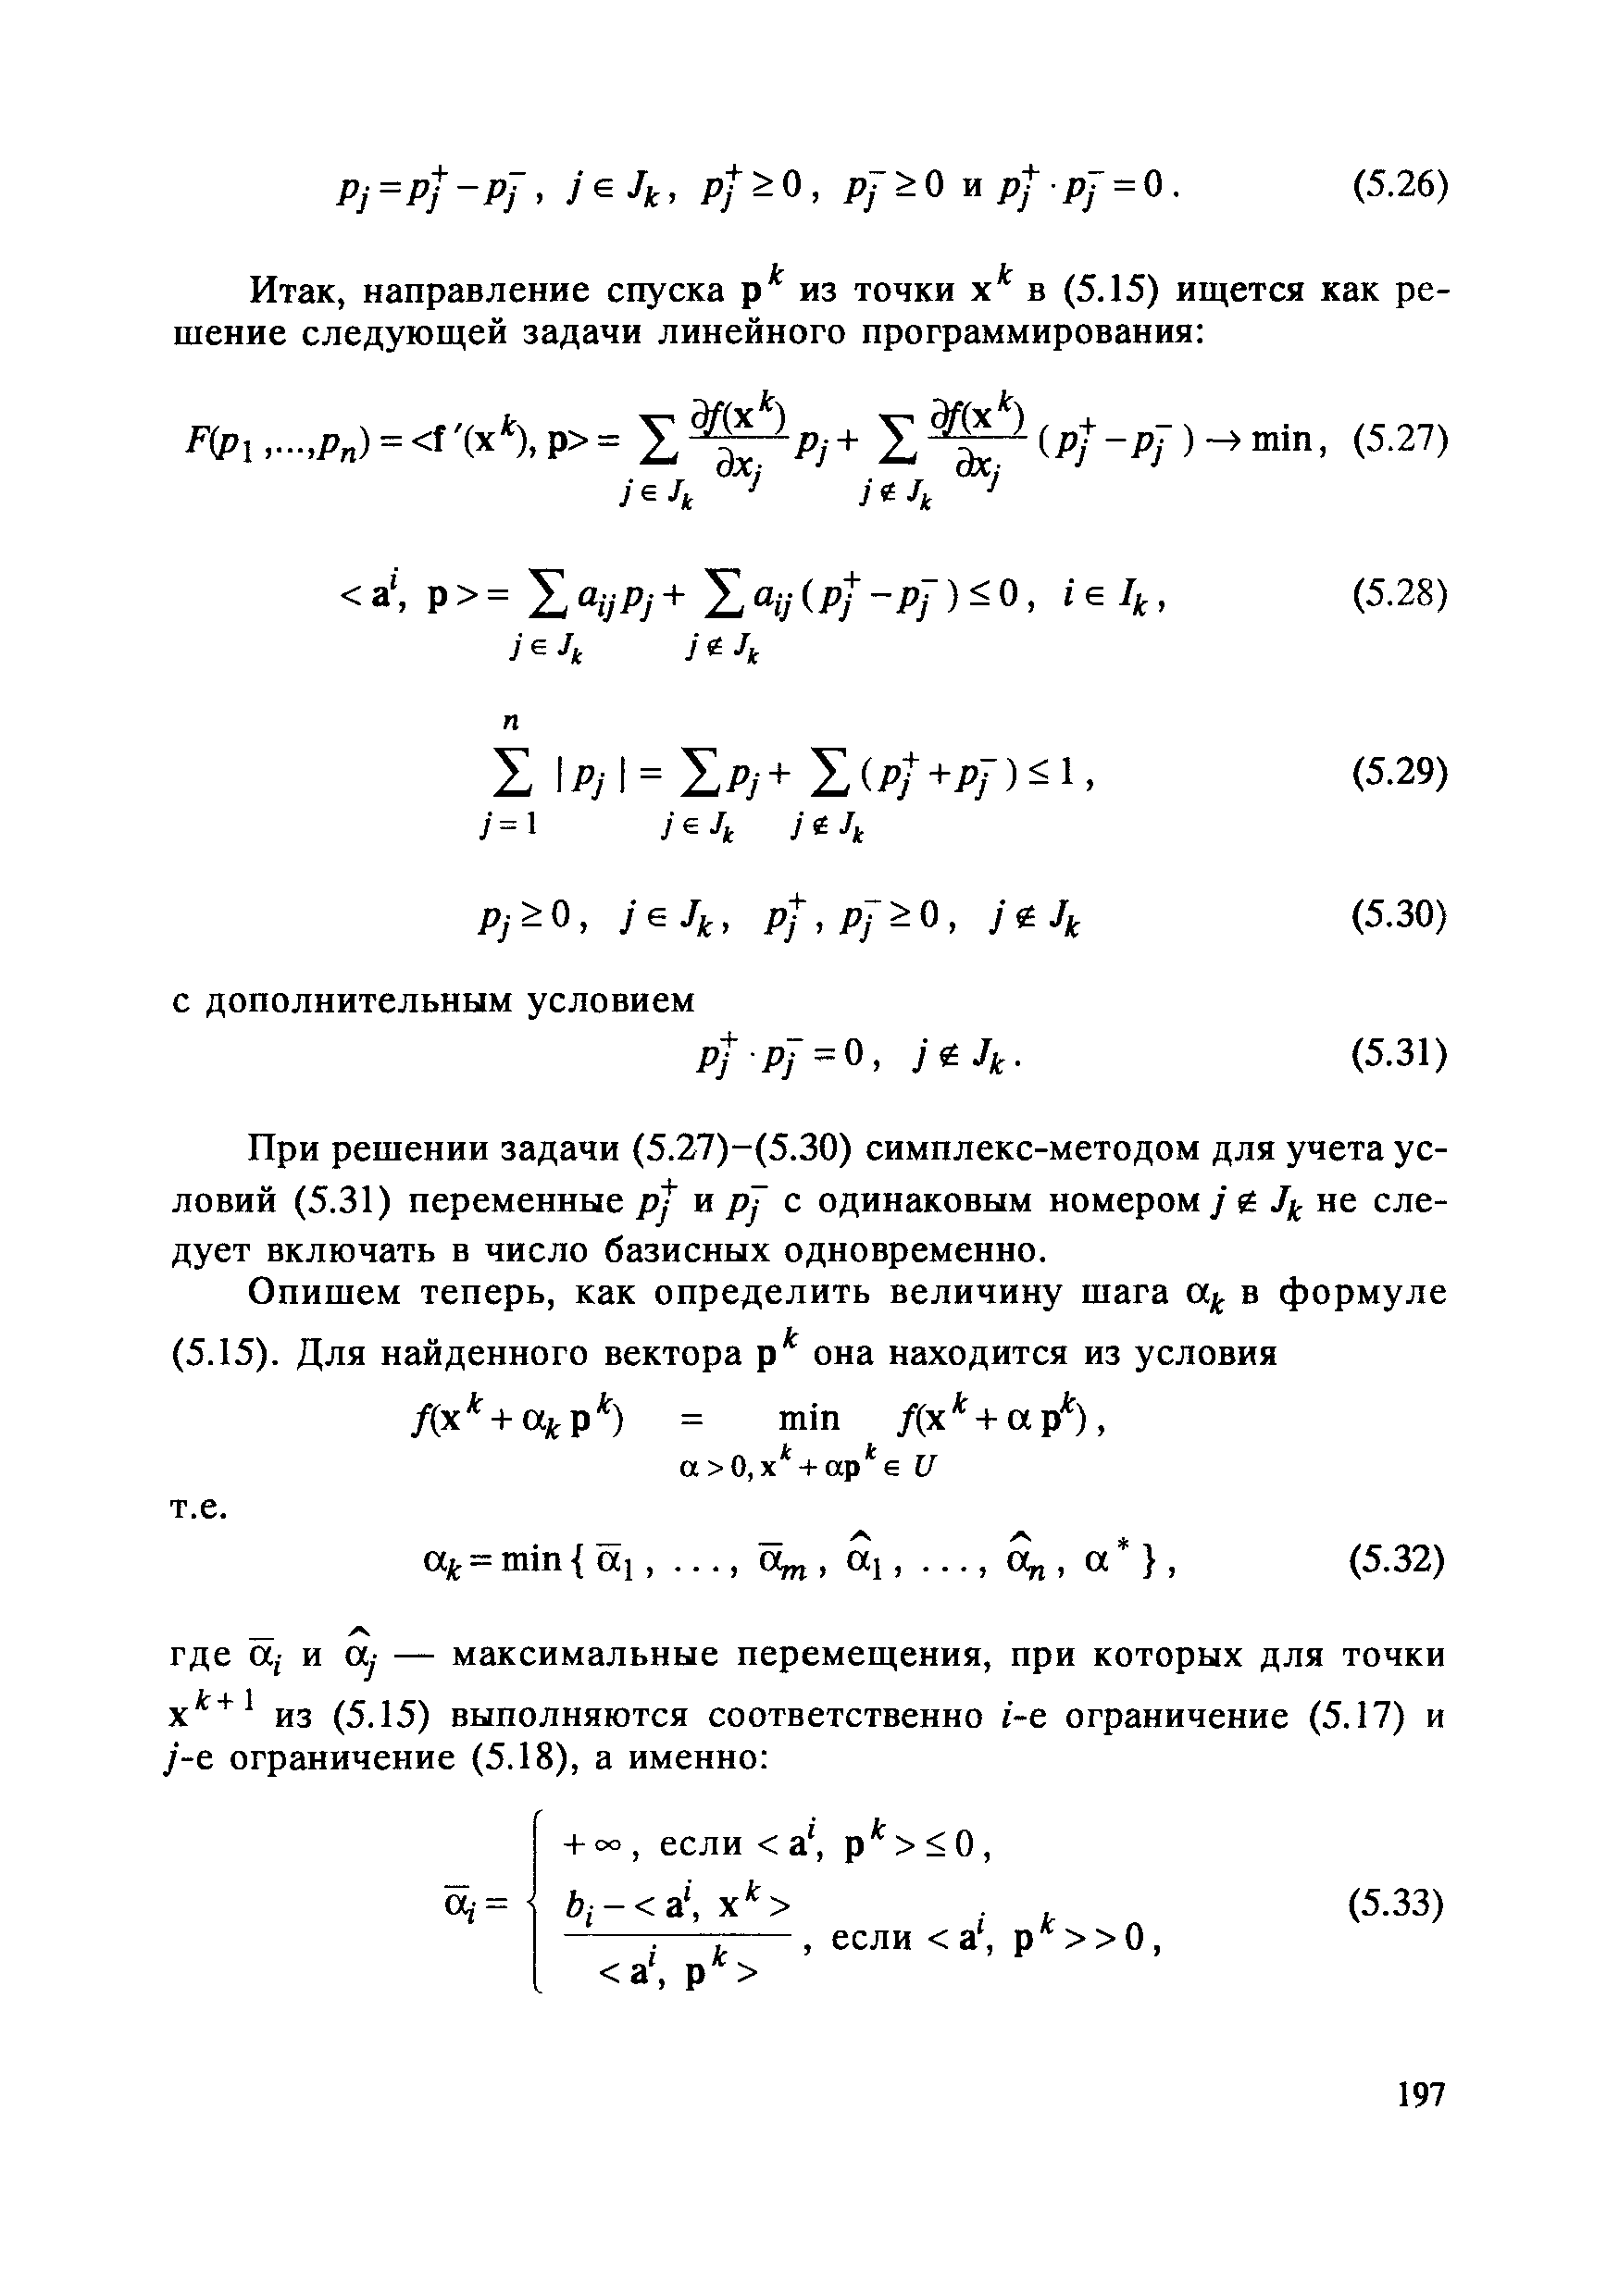 p_j = p_j^+ − p_j^-, j ∈ J_k, p_j^+ ≥ 0, p_j^- ≥ 0 и p_j^+ · p_j^- = 0. (5.26)
Итак, направление спуска p^k из точки x^k в (5.15) ищется как ре-
шение следующей задачи линейного программирования:
F(p_1,...,p_n) = <f'(x^k), p> = ∑_{j∈J_k} ∂f(x^k)/∂x_j p_j + ∑_{j∉J_k} ∂f(x^k)/∂x_j (p_j^+ − p_j^-) → min, (5.27)
<a^i, p> = ∑_{j∈J_k} a_{ij} p_j + ∑_{j∉J_k} a_{ij} (p_j^+ − p_j^-) ≤ 0, i ∈ I_k, (5.28)
∑_{j=1}^n |p_j| = ∑_{j∈J_k} p_j + ∑_{j∉J_k} (p_j^+ + p_j^-) ≤ 1, (5.29)
p_j ≥ 0, j ∈ J_k, p_j^+, p_j^- ≥ 0, j ∉ J_k (5.30)
с дополнительным условием
p_j^+ · p_j^- = 0, j ∉ J_k. (5.31)
При решении задачи (5.27)−(5.30) симплекс-методом для учета ус-
ловий (5.31) переменные p_j^+ и p_j^- с одинаковым номером j ∉ J_k не сле-
дует включать в число базисных одновременно.
Опишем теперь, как определить величину шага α_k в формуле
(5.15). Для найденного вектора p^k она находится из условия
f(x^k + α_k p^k) = min f(x^k + α p^k),
α > 0, x^k + αp^k ∈ U
т.е.
α_k = min { ᾱ_1, ..., ᾱ_m, α̂_1, ..., α̂_n, α^* }, (5.32)
где ᾱ_i и α̂_j — максимальные перемещения, при которых для точки
x^{k+1} из (5.15) выполняются соответственно i-е ограничение (5.17) и
j-е ограничение (5.18), а именно:
ᾱ_i = { +∞, если <a^i, p^k> ≤ 0,
(b_i − <a^i, x^k>) / <a^i, p^k>, если <a^i, p^k> > 0, (5.33)
197